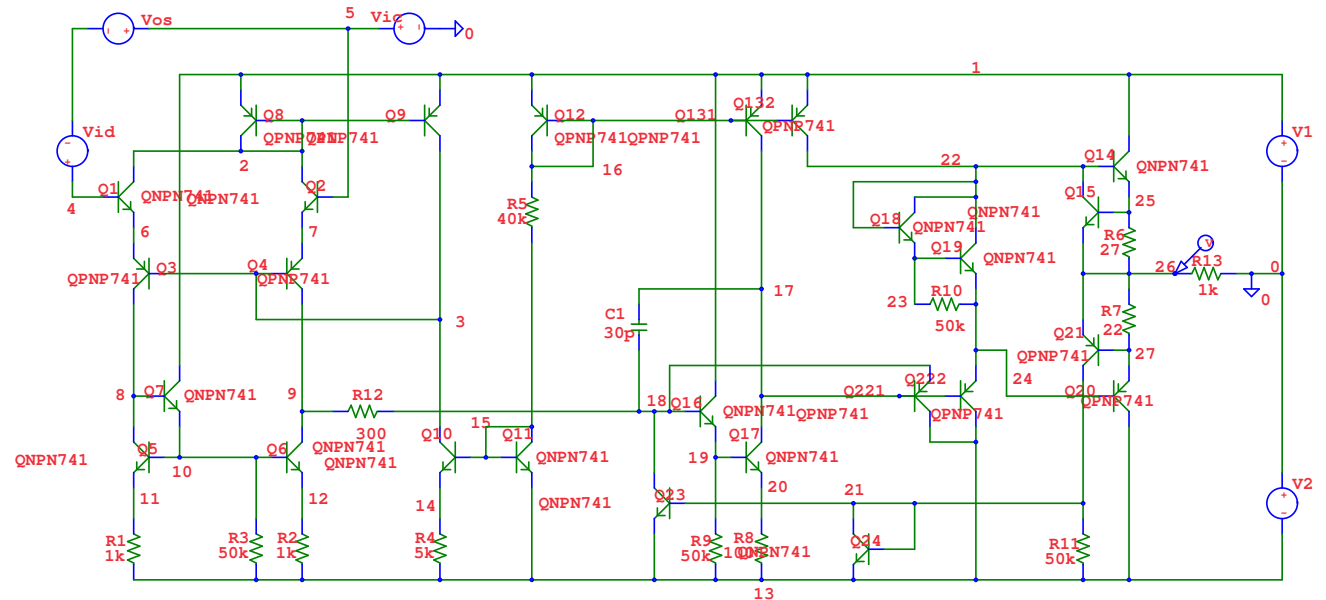 5
Vos
Vic
0
1
Q8
Q9
Q12
Q131
Q132
QPNP741
QPNP741
QPNP741
QPNP741
QPNP741
V1
Vid
2
16
22
Q14
QNPN741
Q1
QNPN741
QNPN741
Q2
Q15
4
R5
40k
25
Q18
QNPN741
QNPN741
6
7
R6
27
Q3
Q4
QPNP741
QPNP741
Q19
QNPN741
V
26
R13
1k
0
0
17
R10
23
50k
C1
30p
3
R7
22
Q21
QPNP741
27
8
Q7
QNPN741
9
R12
300
18
Q16
QNPN741
Q221
QPNP741
Q222
QPNP741
24
Q20
QPNP741
15
Q5
QNPN741
10
Q6
QNPN741
QNPN741
Q10
Q11
QNPN741
19
Q17
QNPN741
11
12
14
QNPN741
20
21
Q23
V2
R1
1k
R3
50k
R2
1k
R4
5k
R9
50k
R8
100
QNPN741
Q24
R11
50k
13